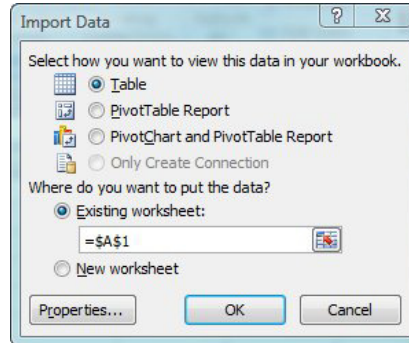 Import Data
Select how you want to view this data in your workbook.
Table
PivotTable Report
PivotChart and PivotTable Report
Only Create Connection
Where do you want to put the data?
Existing worksheet:
=$A$1
New worksheet
Properties... OK Cancel